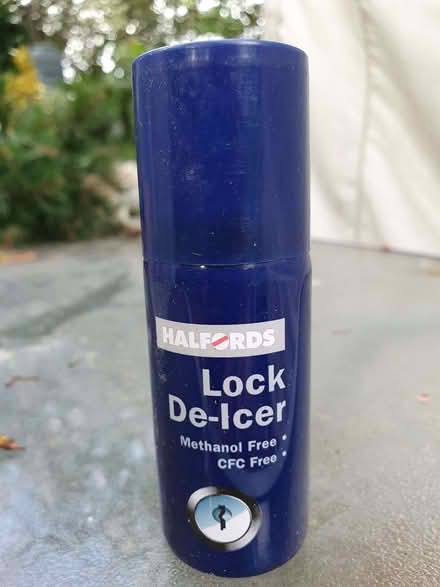 HALFORDS
Lock
De-Icer
Methanol Free •
CFC Free •